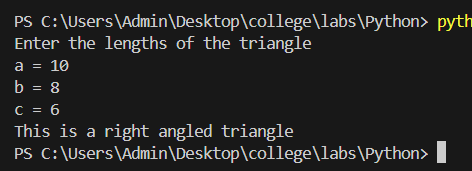 PS C:\Users\Admin\Desktop\college\labs\Python> pyth
Enter the lengths of the triangle
a = 10
b = 8
c = 6
This is a right angled triangle
PS C:\Users\Admin\Desktop\college\labs\Python>